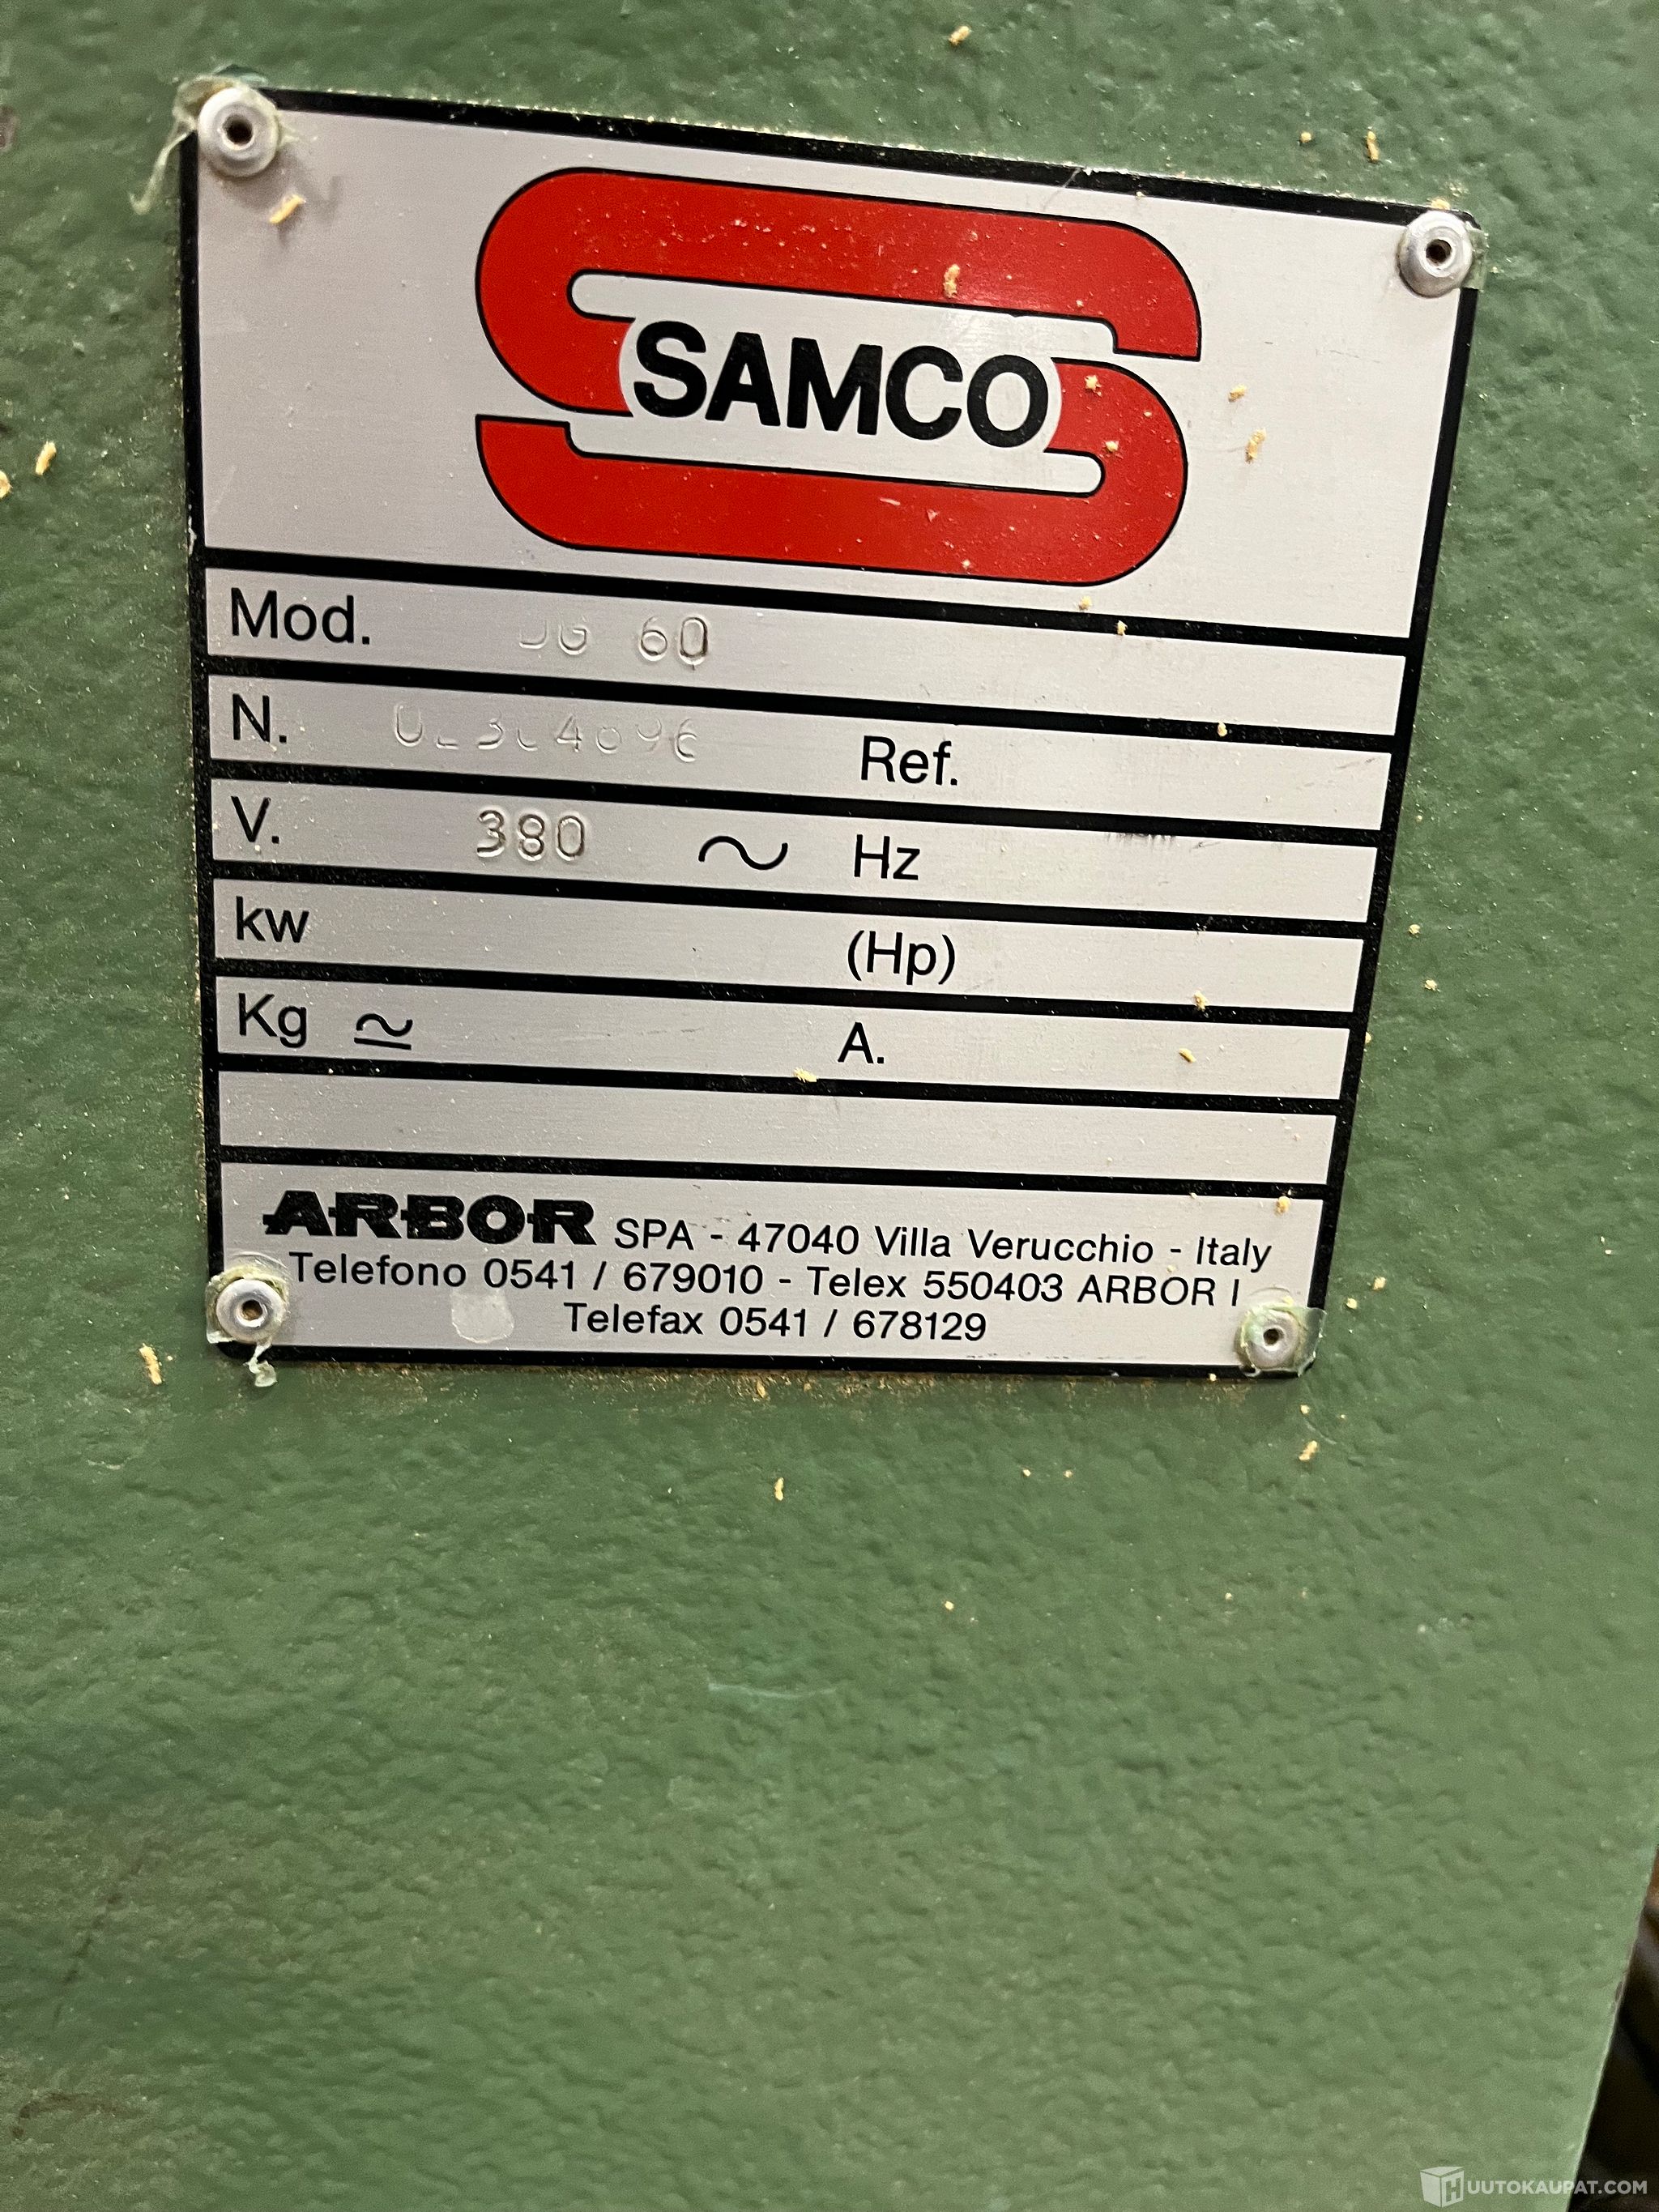 SAMCO
Mod. 60
N. Ref.
V. 380 ~ Hz
kw (Hp)
Kg ≃ A.
ARBOR SPA - 47040 Villa Verucchio - Italy
Telefono 0541 / 679010 - Telex 550403 ARBOR I
Telefax 0541 / 678129
HUUTOKAUPAT.COM